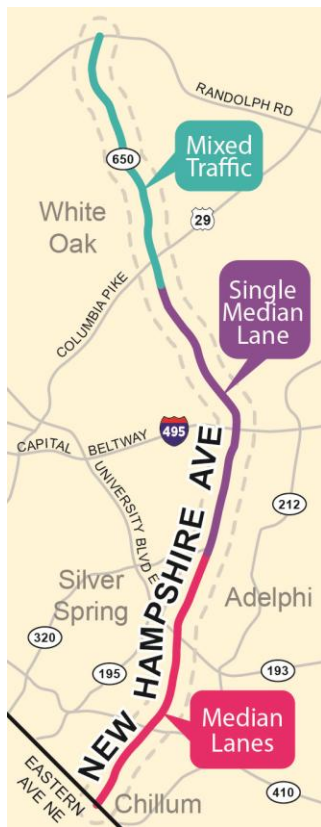 RANDOLPH RD
Mixed
Traffic
650
White
Oak
29
COLUMBIA PIKE
Single
Median
Lane
495
CAPITAL BELTWAY
UNIVERSITY BLVD E
212
NEW HAMPSHIRE AVE
Silver
Spring
Adelphi
320
195
193
Median
Lanes
EASTERN
AVE NE
Chillum
410